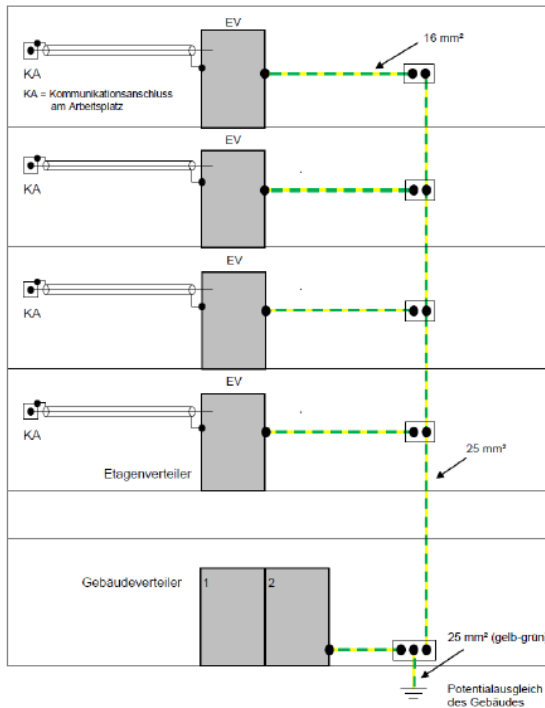 EV
16 mm²
KA
KA = Kommunikationsanschluss
am Arbeitsplatz
EV
KA
EV
KA
EV
KA
Etagenverteiler
25 mm²
Gebäudeverteiler
1
2
25 mm² (gelb-grün
Potentialausgleich
des Gebäudes